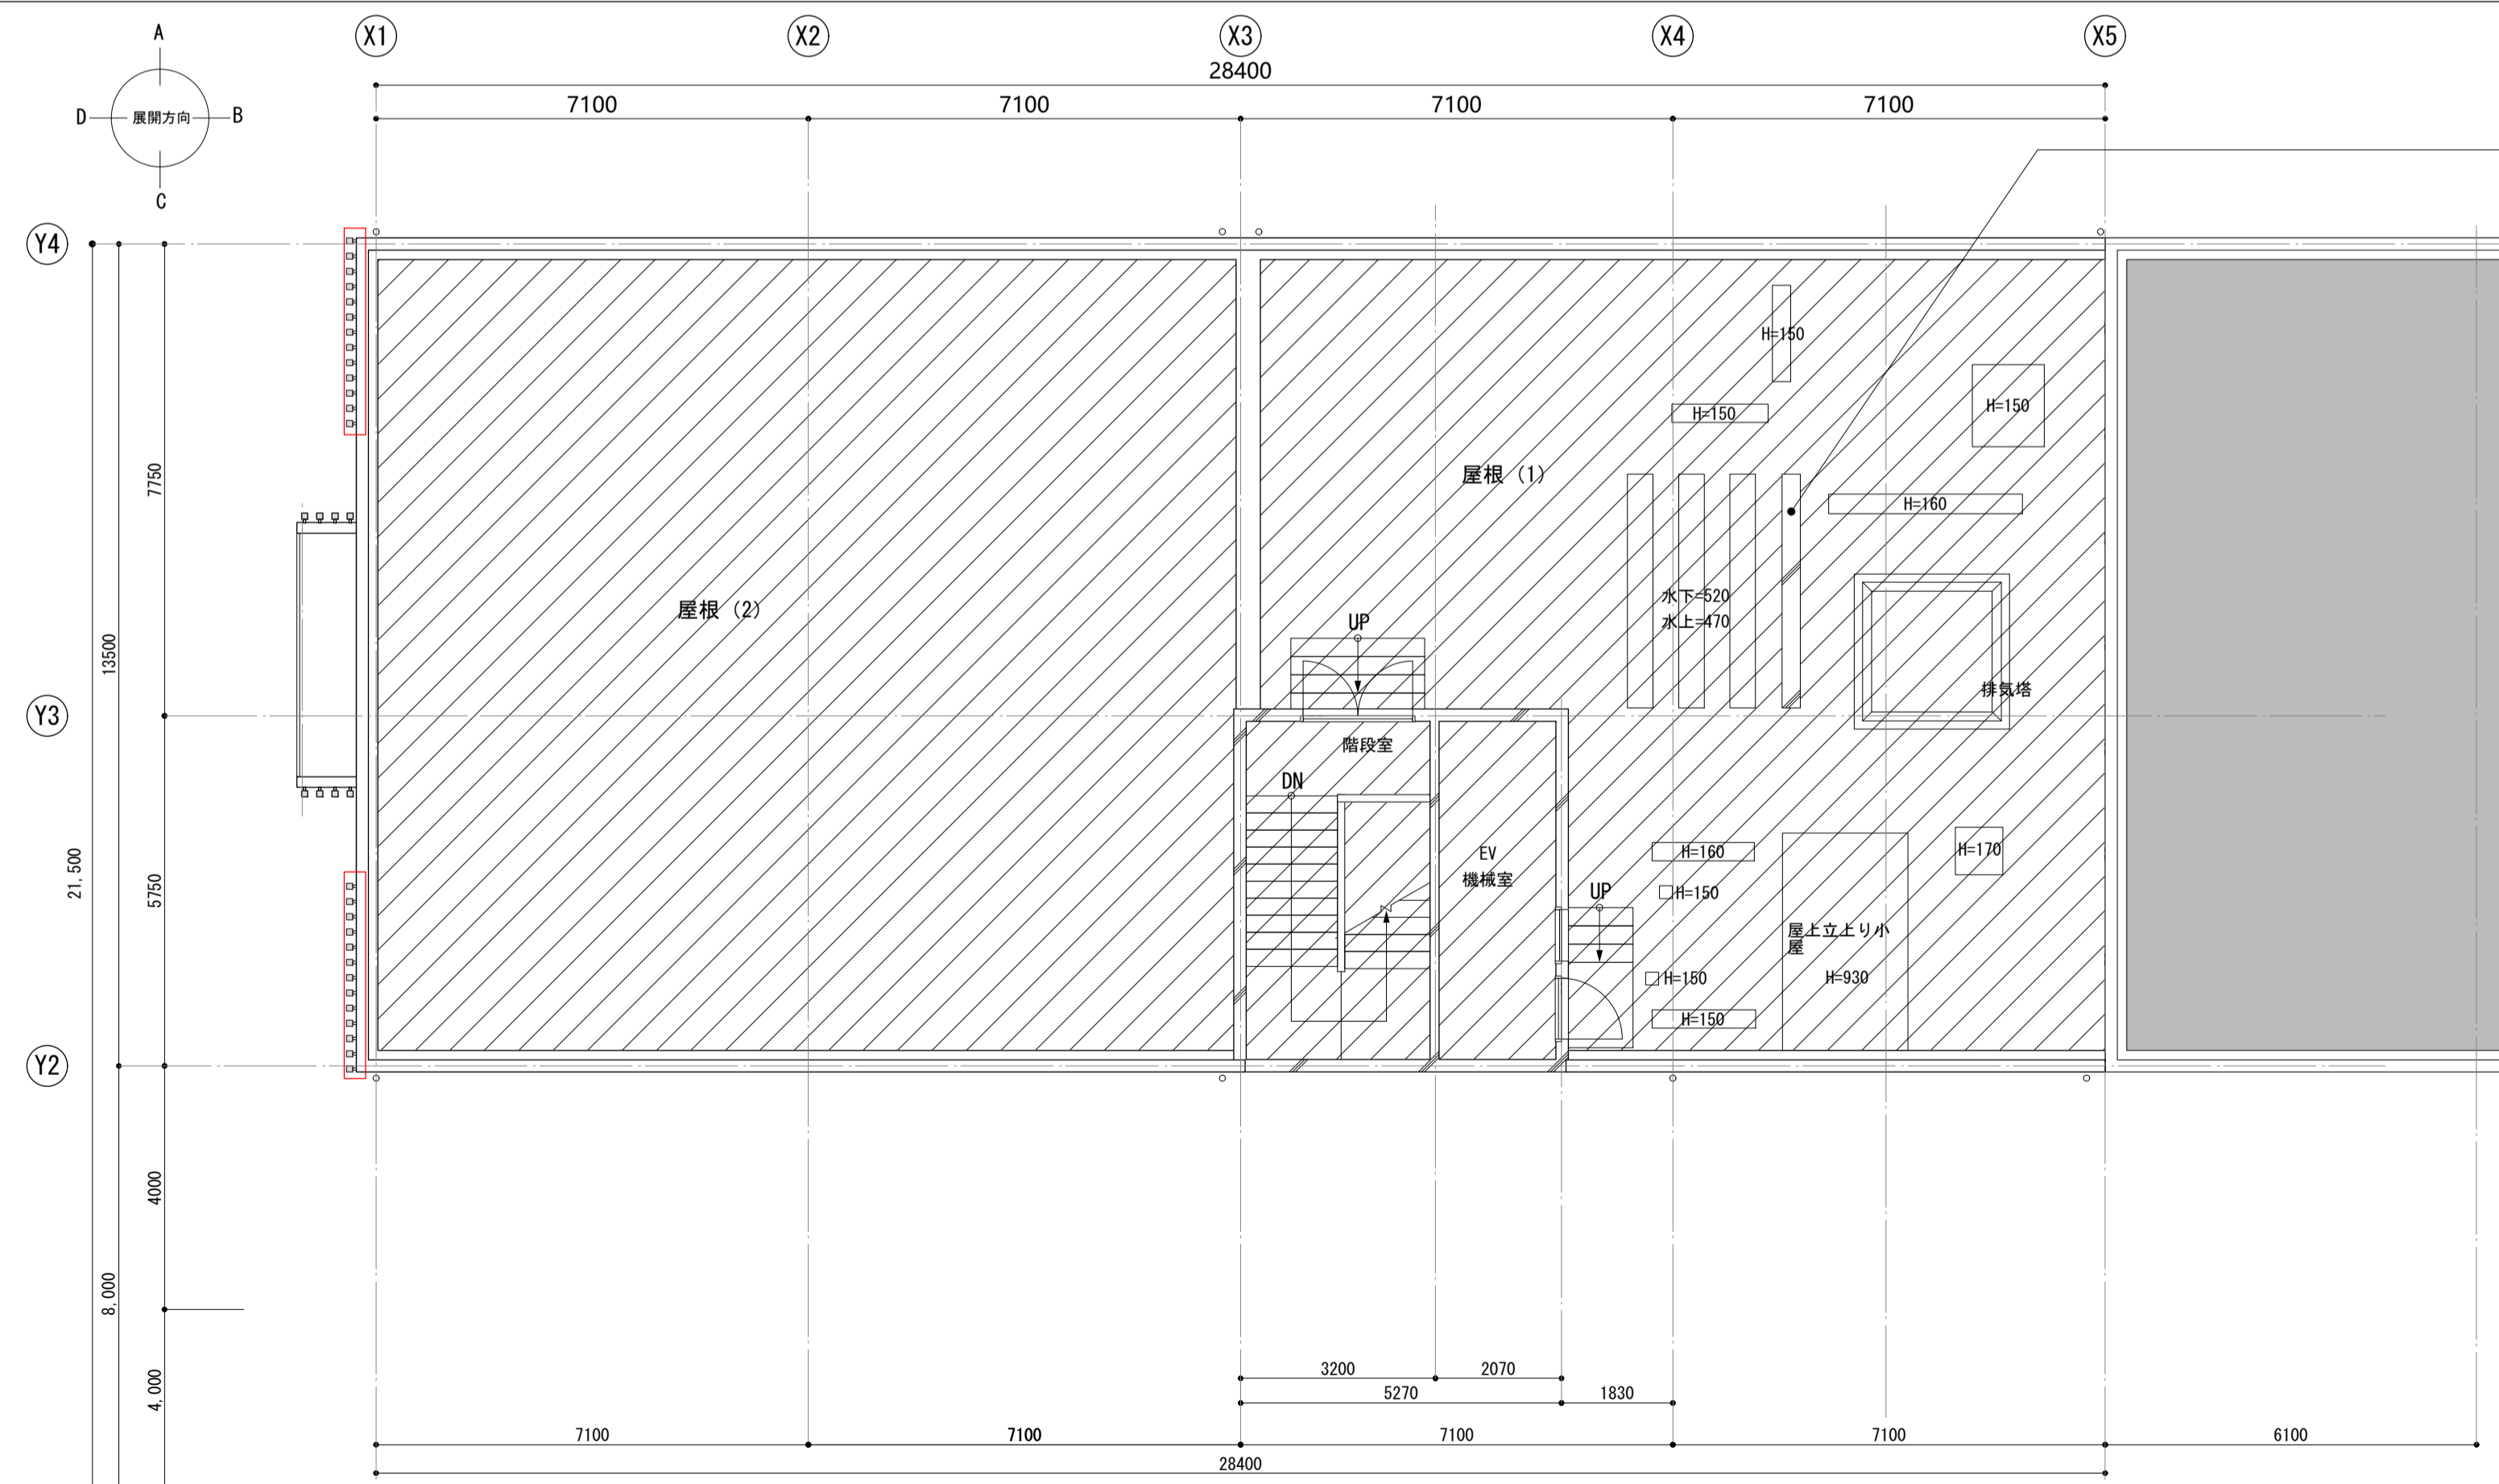 X1
X2
X3
X4
X5
28400
7100
7100
7100
7100
A
D
展開方向
B
C
Y4
Y3
Y2
7750
13500
21,500
5750
4000
8,000
4,000
H=150
H=150
H=150
屋根(1)
H=160
屋根(2)
水下=520
水上=470
UP
排気塔
階段室
DN
EV
機械室
H=160
H=170
UP
H=150
屋上立上り小
屋
H=150
H=930
H=150
3200
2070
5270
1830
7100
7100
7100
7100
6100
28400